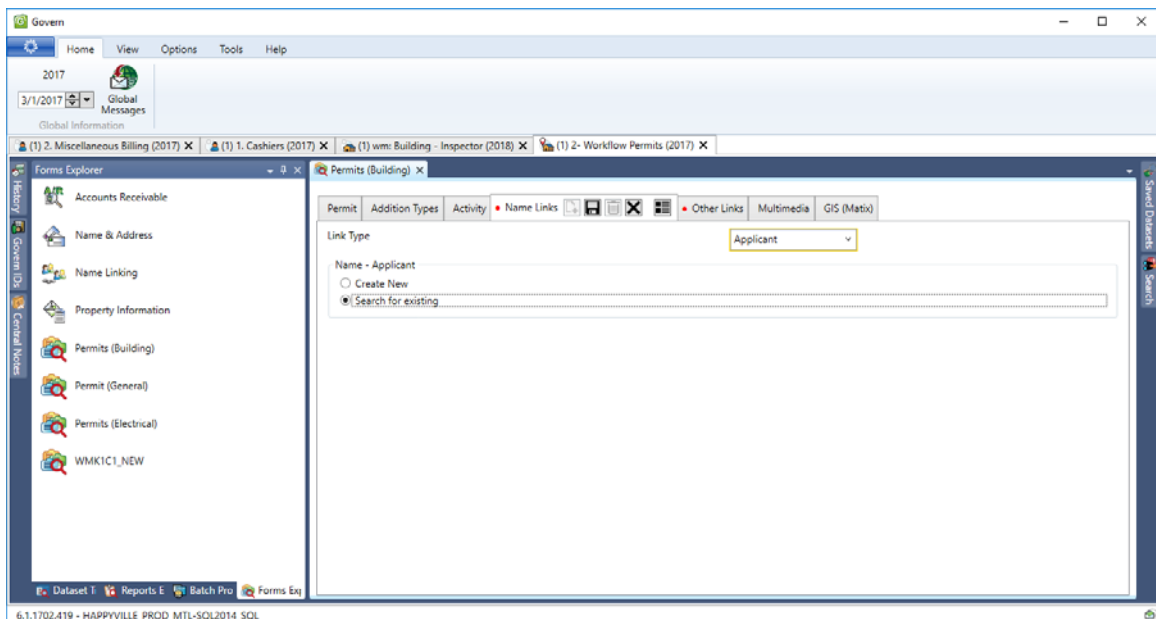 Govern
Home View Options Tools Help
2017
3/1/2017
Global
Messages
Global Information
(1) 2. Miscellaneous Billing (2017) (1) 1. Cashiers (2017) (1) wm: Building - Inspector (2018) (1) 2- Workflow Permits (2017)
Forms Explorer
Permits (Building)
History
Govern IDs
Central Notes
Accounts Receivable
Name & Address
Name Linking
Property Information
Permits (Building)
Permit (General)
Permits (Electrical)
WMK1C1_NEW
Permit Addition Types Activity Name Links Other Links Multimedia GIS (Matix)
Link Type Applicant
Name - Applicant
Create New
Search for existing
Saved Datasets
Search
Dataset T Reports E Batch Pro Forms Exp
6.1.1702.419 - HAPPYVILLE_PROD_MTL-SQL2014_SQL